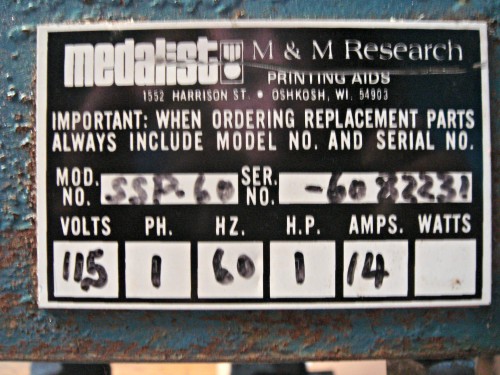 medalist M & M Research
PRINTING AIDS
1552 HARRISON ST. • OSHKOSH, WI. 54903
IMPORTANT: WHEN ORDERING REPLACEMENT PARTS
ALWAYS INCLUDE MODEL NO. AND SERIAL NO.
MOD. NO. SSP-60 SER. NO. -6082231
VOLTS PH. HZ. H.P. AMPS. WATTS
115 1 60 1 14